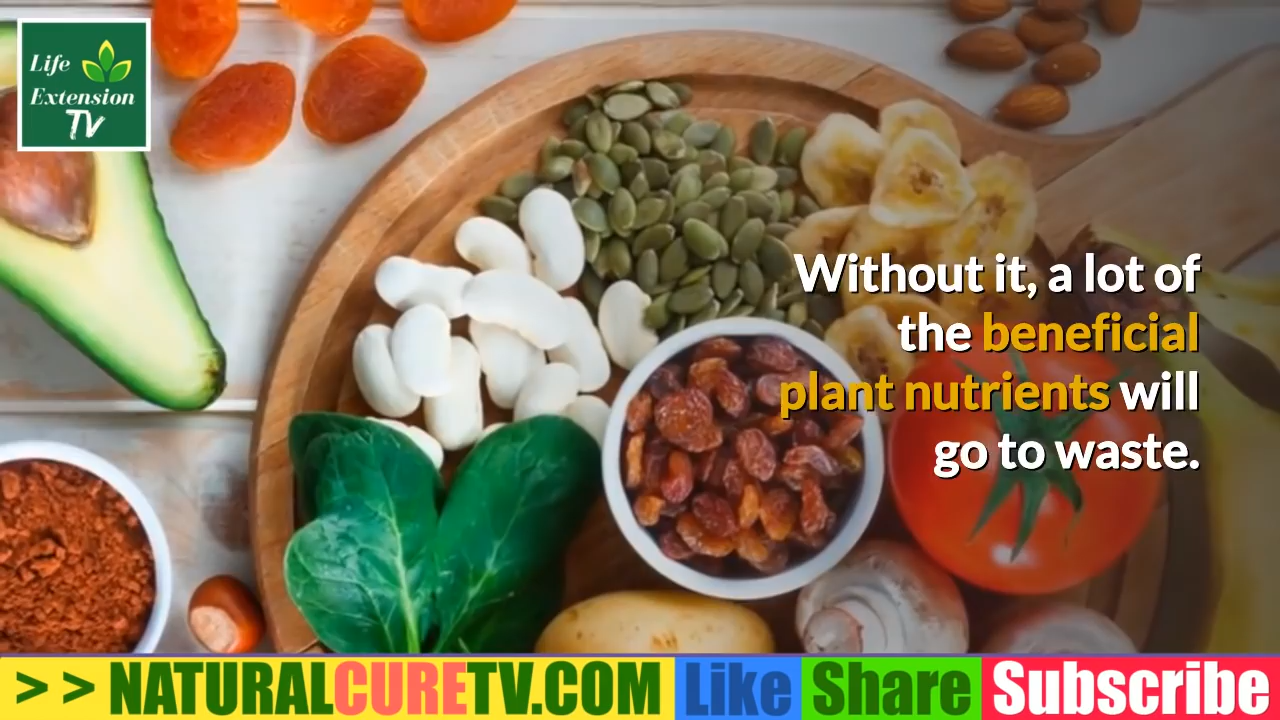 Life
Extension
TV
Without it, a lot of
the beneficial
plant nutrients will
go to waste.
> > NATURALCURETV.COM Like Share Subscribe